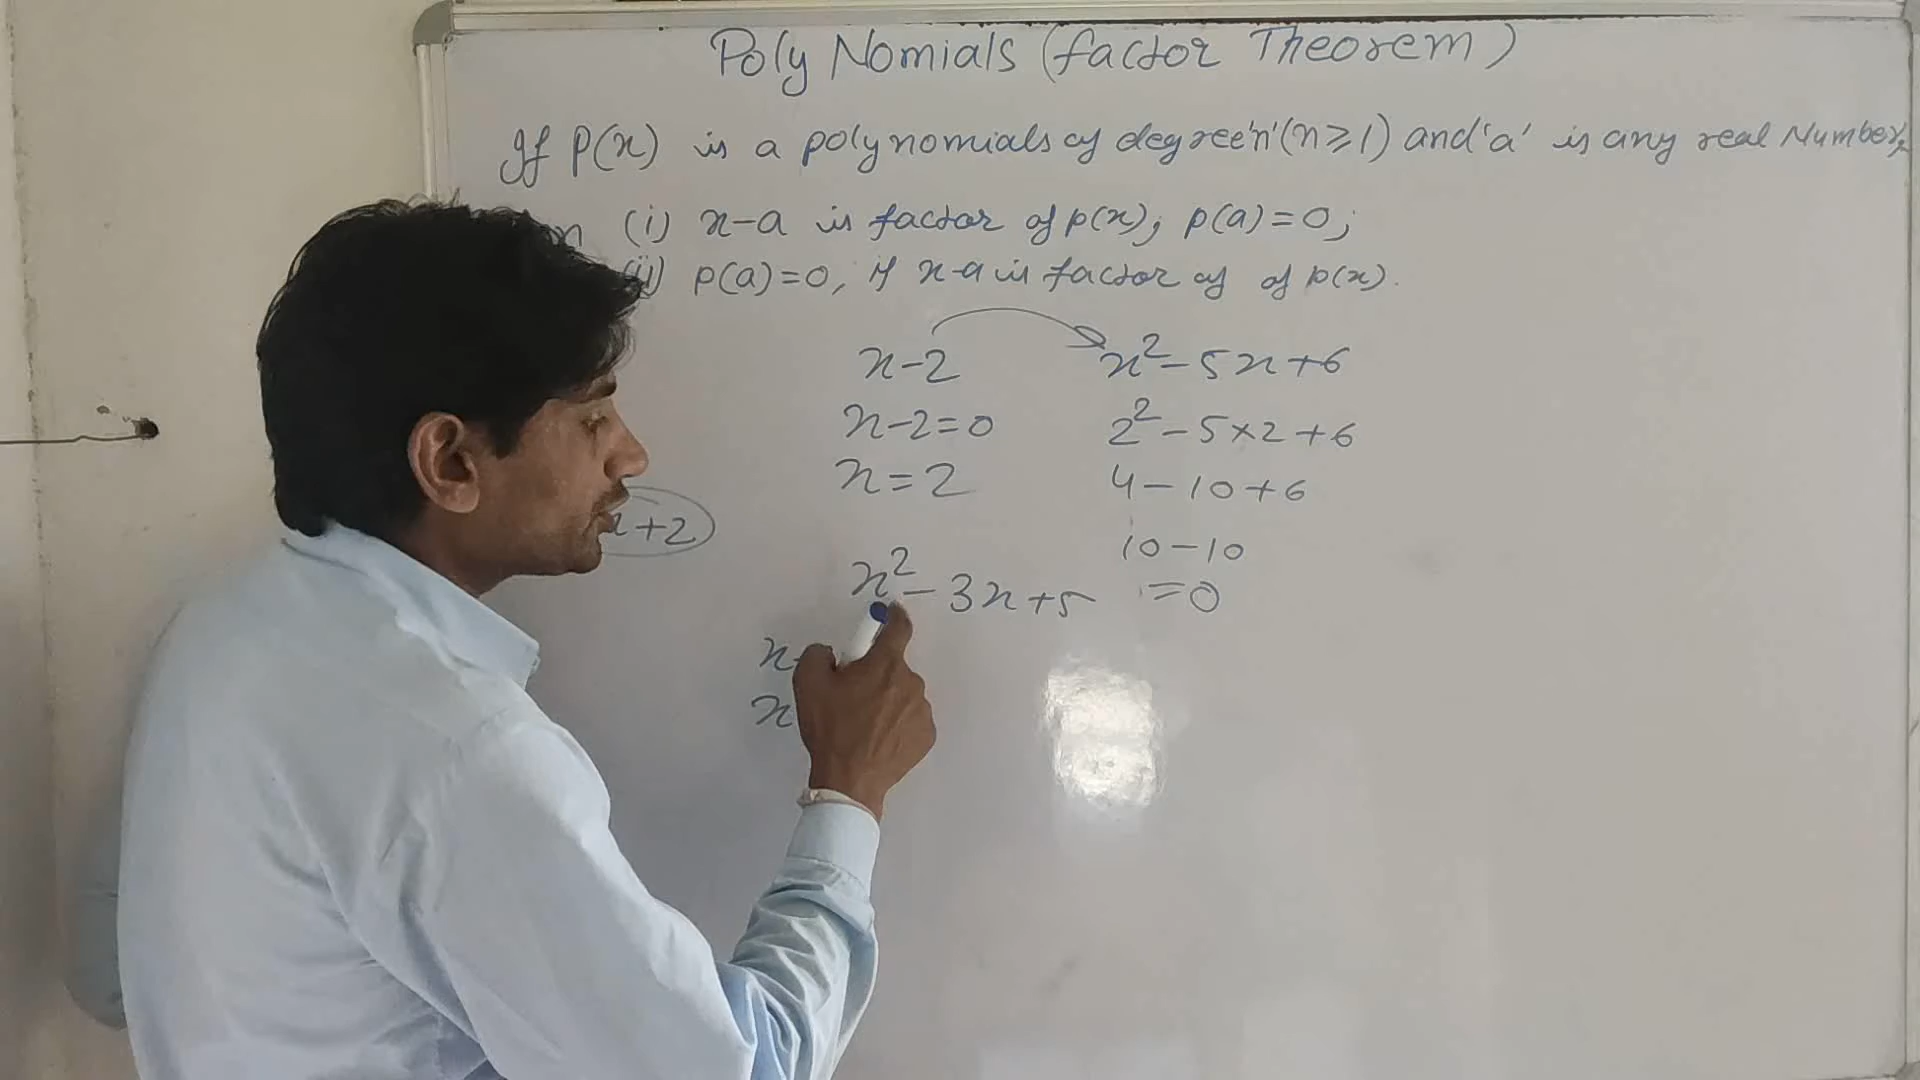 Poly Nomials (factor Theorem)
If P(x) is a polynomials of degree 'n' (n≥1) and 'a' is any real Number,
(i) x-a is factor of p(x), p(a)=0;
(ii) p(a)=0, if x-a is factor of of p(x).
x-2
x²-5x+6
x-2=0
2²-5×2+6
x=2
4-10+6
x+2
10-10
=0
x²-3x+5
x-
x